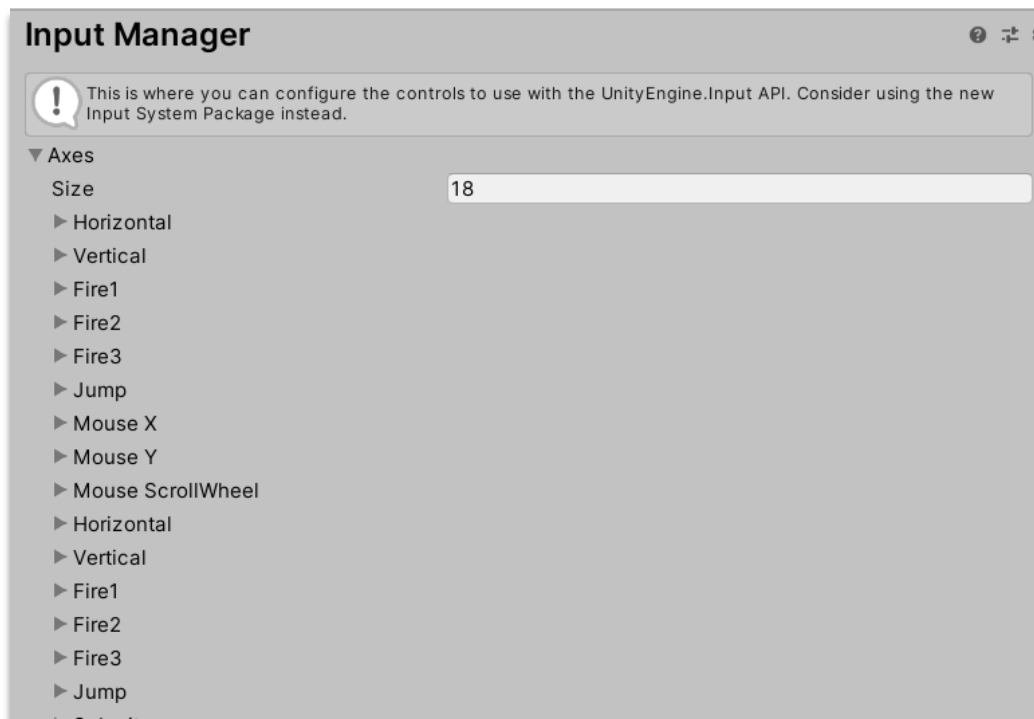 Input Manager
This is where you can configure the controls to use with the UnityEngine.Input API. Consider using the new
Input System Package instead.
Axes
Size 18
Horizontal
Vertical
Fire1
Fire2
Fire3
Jump
Mouse X
Mouse Y
Mouse ScrollWheel
Horizontal
Vertical
Fire1
Fire2
Fire3
Jump